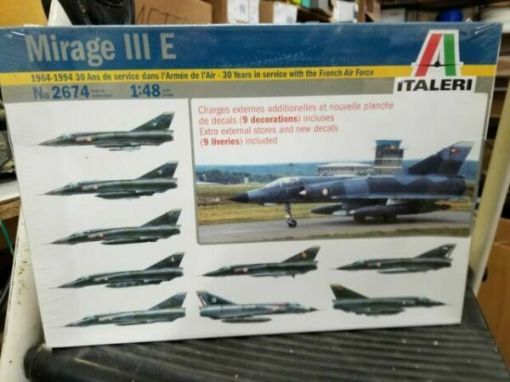 Mirage III E
1964-1994 30 Ans de service dans l'Armée de l'Air - 30 Years in service with the French Air Force
No 2674
1:48
ITALERI
Charges externes additionelles et nouvelle planche
de decals (9 decorations) incluses
Extra external stores and new decals
(9 liveries) included